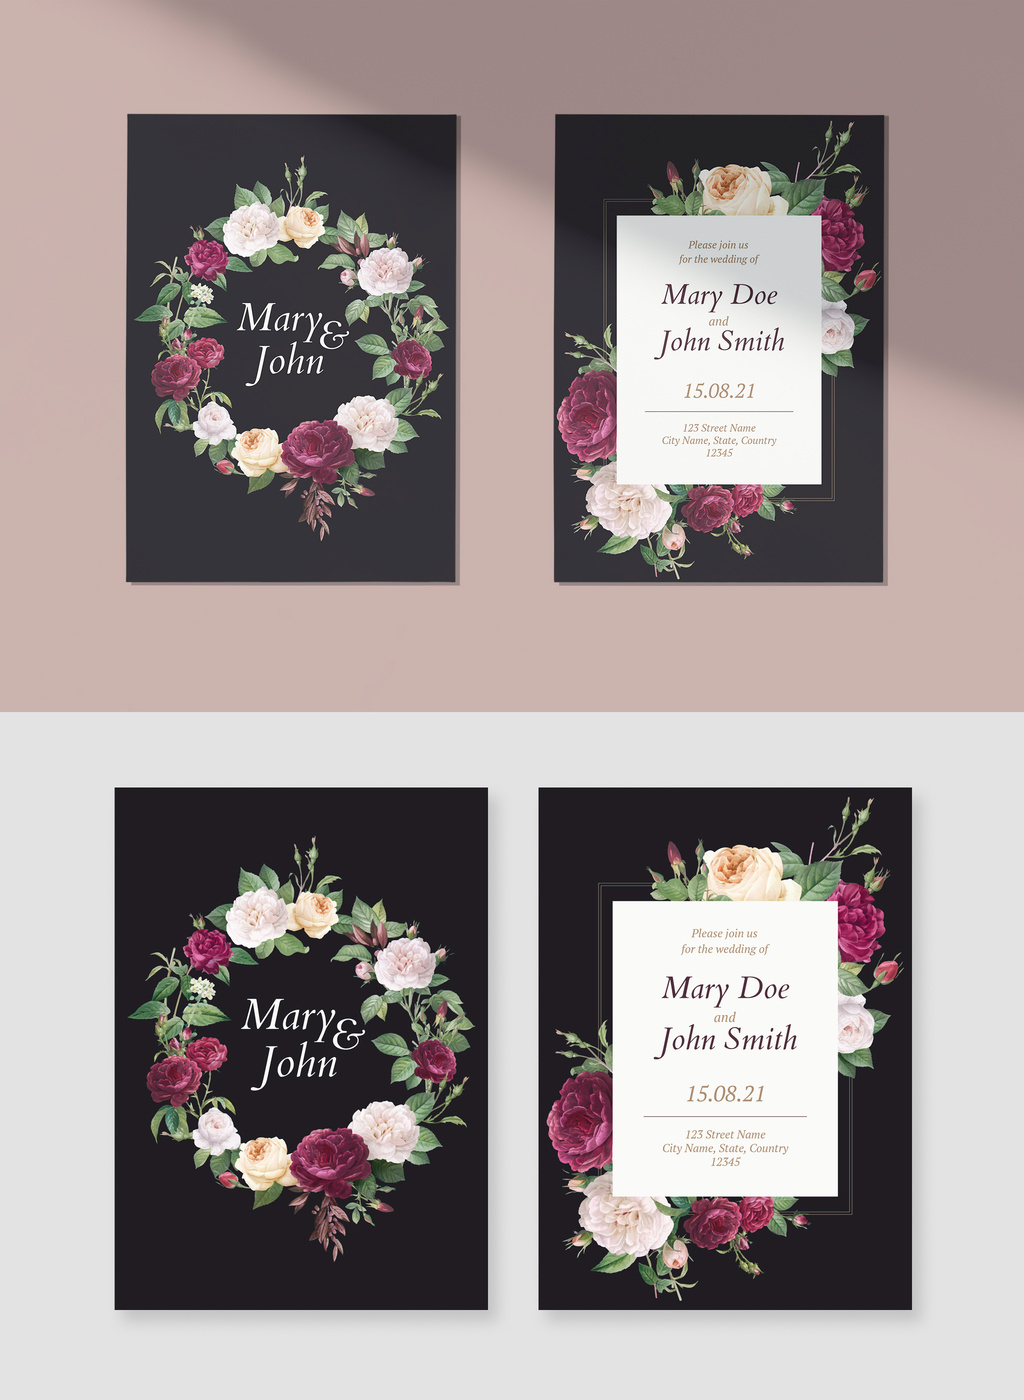 Mary &
John
Please join us
for the wedding of
Mary Doe
and
John Smith
15.08.21
123 Street Name
City Name, State, Country
12345
Mary &
John
Please join us
for the wedding of
Mary Doe
and
John Smith
15.08.21
123 Street Name
City Name, State, Country
12345